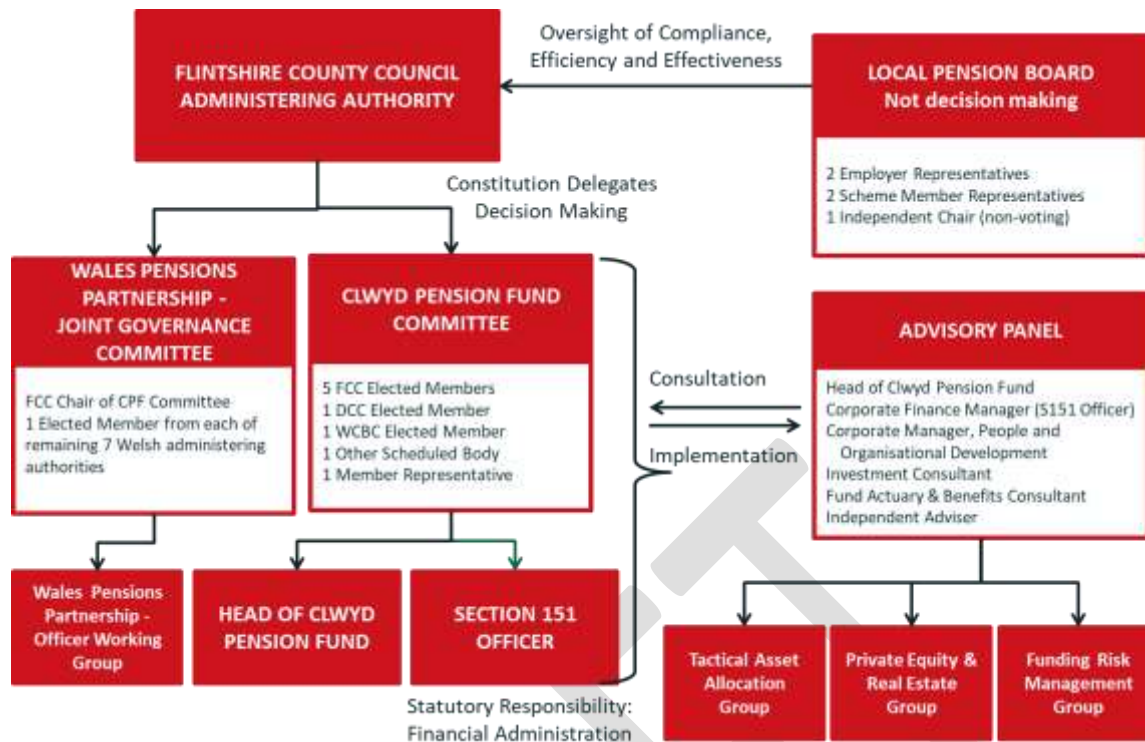 Oversight of Compliance,
Efficiency and Effectiveness
FLINTSHIRE COUNTY COUNCIL
ADMINISTERING AUTHORITY
LOCAL PENSION BOARD
Not decision making
2 Employer Representatives
2 Scheme Member Representatives
1 Independent Chair (non-voting)
Constitution Delegates
Decision Making
WALES PENSIONS
PARTNERSHIP -
JOINT GOVERNANCE
COMMITTEE
FCC Chair of CPF Committee
1 Elected Member from each of
remaining 7 Welsh administering
authorities
CLWYD PENSION FUND
COMMITTEE
5 FCC Elected Members
1 DCC Elected Member
1 WCBC Elected Member
1 Other Scheduled Body
1 Member Representative
Consultation
Implementation
ADVISORY PANEL
Head of Clwyd Pension Fund
Corporate Finance Manager (S151 Officer)
Corporate Manager, People and
Organisational Development
Investment Consultant
Fund Actuary & Benefits Consultant
Independent Adviser
Wales Pensions
Partnership -
Officer Working
Group
HEAD OF CLWYD
PENSION FUND
SECTION 151
OFFICER
Statutory Responsibility:
Financial Administration
Tactical Asset
Allocation
Group
Private Equity &
Real Estate Group
Funding Risk
Management
Group